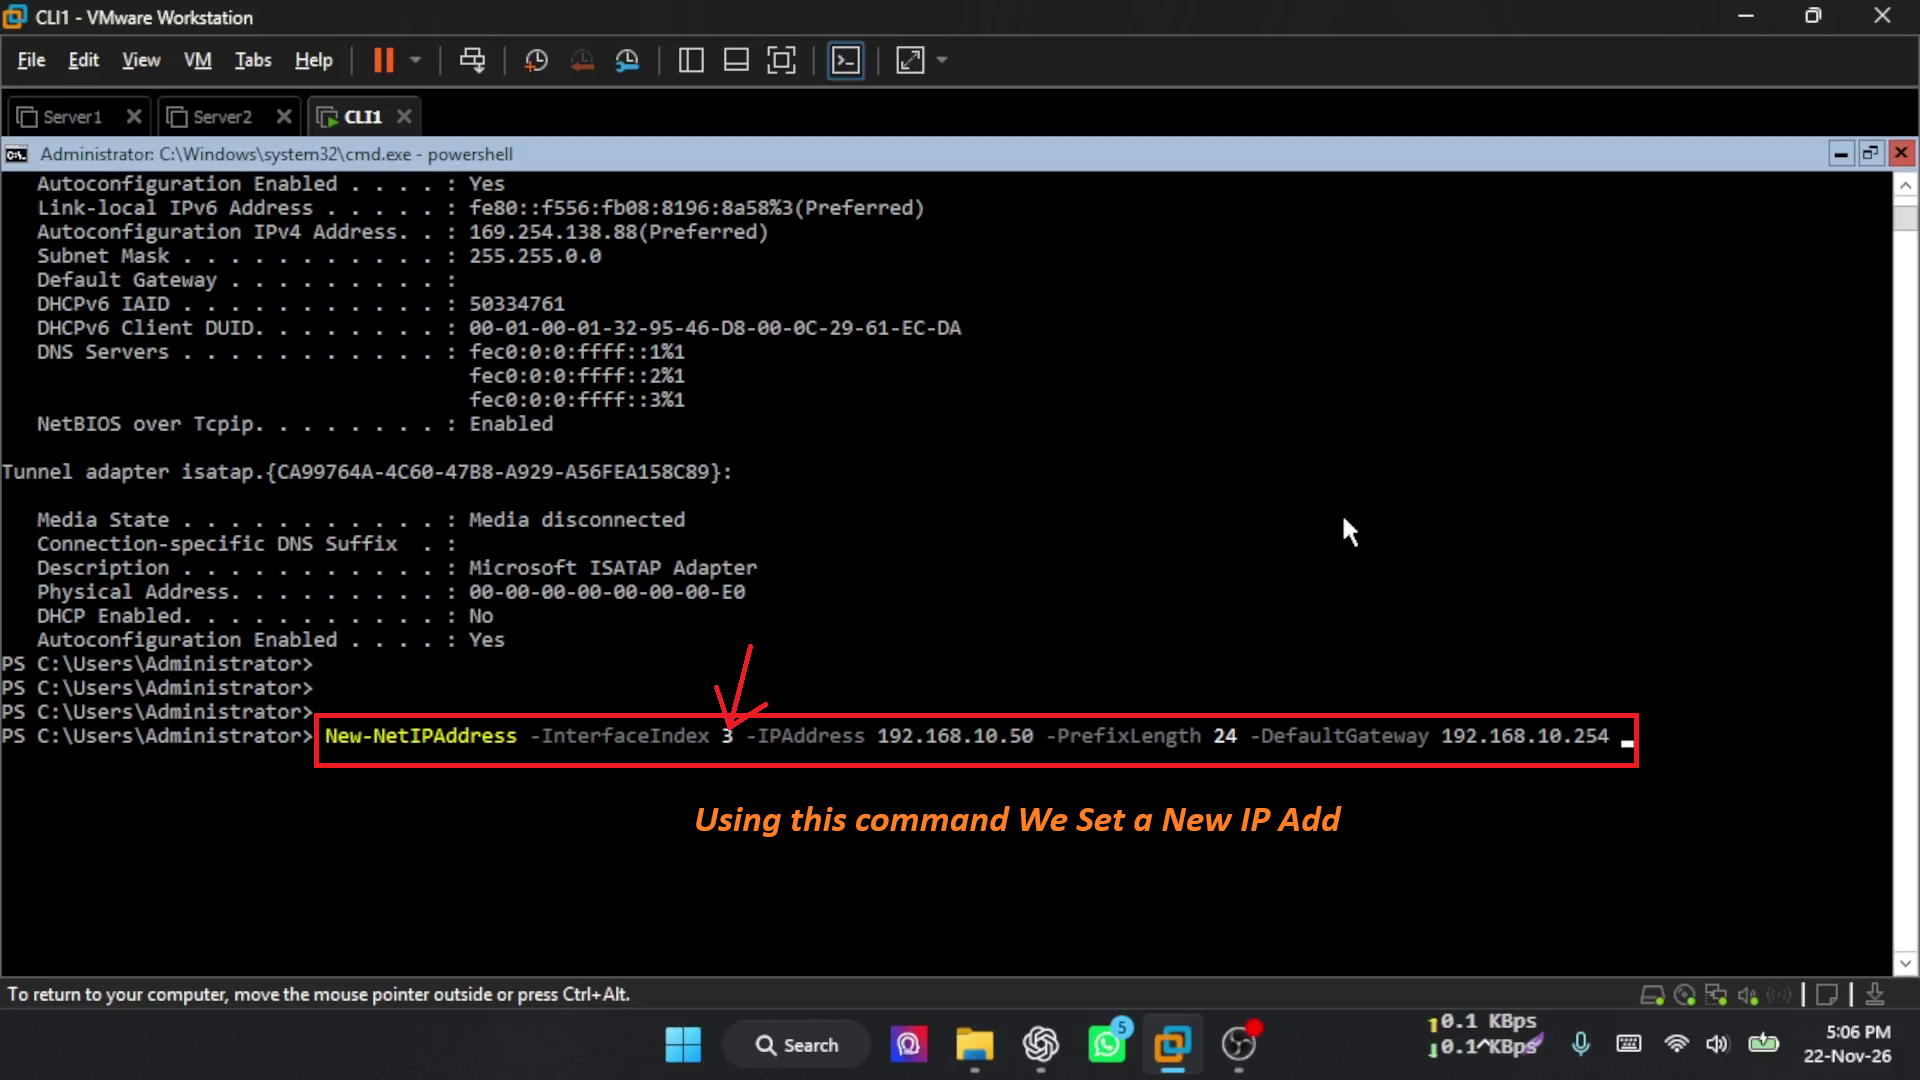 CLI1 - VMware Workstation
File Edit View VM Tabs Help
Server1 Server2 CLI1
Administrator: C:\Windows\system32\cmd.exe - powershell
Autoconfiguration Enabled . . . . : Yes
Link-local IPv6 Address . . . . . : fe80::f556:fb08:8196:8a58%3(Preferred)
Autoconfiguration IPv4 Address. . : 169.254.138.88(Preferred)
Subnet Mask . . . . . . . . . . . : 255.255.0.0
Default Gateway . . . . . . . . . :
DHCPv6 IAID . . . . . . . . . . . : 50334761
DHCPv6 Client DUID. . . . . . . . : 00-01-00-01-32-95-46-D8-00-0C-29-61-EC-DA
DNS Servers . . . . . . . . . . . : fec0:0:0:ffff::1%1
fec0:0:0:ffff::2%1
fec0:0:0:ffff::3%1
NetBIOS over Tcpip. . . . . . . . : Enabled
Tunnel adapter isatap.{CA99764A-4C60-47B8-A929-A56FEA158C89}:
Media State . . . . . . . . . . . : Media disconnected
Connection-specific DNS Suffix . :
Description . . . . . . . . . . . : Microsoft ISATAP Adapter
Physical Address. . . . . . . . . : 00-00-00-00-00-00-00-E0
DHCP Enabled. . . . . . . . . . . : No
Autoconfiguration Enabled . . . . : Yes
PS C:\Users\Administrator>
PS C:\Users\Administrator>
PS C:\Users\Administrator>
PS C:\Users\Administrator> New-NetIPAddress -InterfaceIndex 3 -IPAddress 192.168.10.50 -PrefixLength 24 -DefaultGateway 192.168.10.254
Using this command We Set a New IP Add
To return to your computer, move the mouse pointer outside or press Ctrl+Alt.
Search
5
0.1 KBps
0.1 KBps
5:06 PM
22-Nov-26